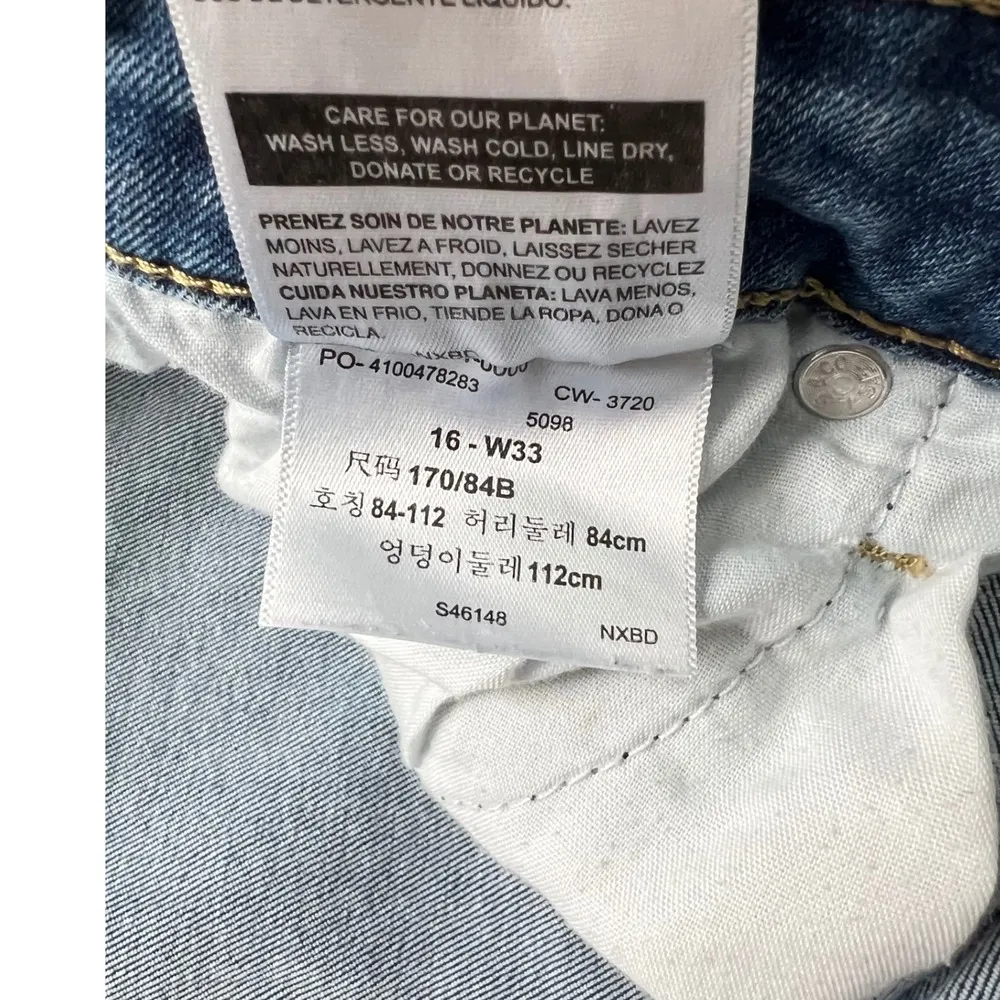 DETERGENTE LIQUIDO.
CARE FOR OUR PLANET:
WASH LESS, WASH COLD, LINE DRY,
DONATE OR RECYCLE
PRENEZ SOIN DE NOTRE PLANETE: LAVEZ
MOINS, LAVEZ A FROID, LAISSEZ SECHER
NATURELLEMENT, DONNEZ OU RECYCLEZ
CUIDA NUESTRO PLANETA: LAVA MENOS,
LAVA EN FRIO, TIENDE LA ROPA, DONA O
RECICLA.
PO- 4100478283
CW- 3720
5098
16 - W33
尺码 170/84B
호칭 84-112 허리둘레 84cm
엉덩이둘레 112cm
S46148 NXBD